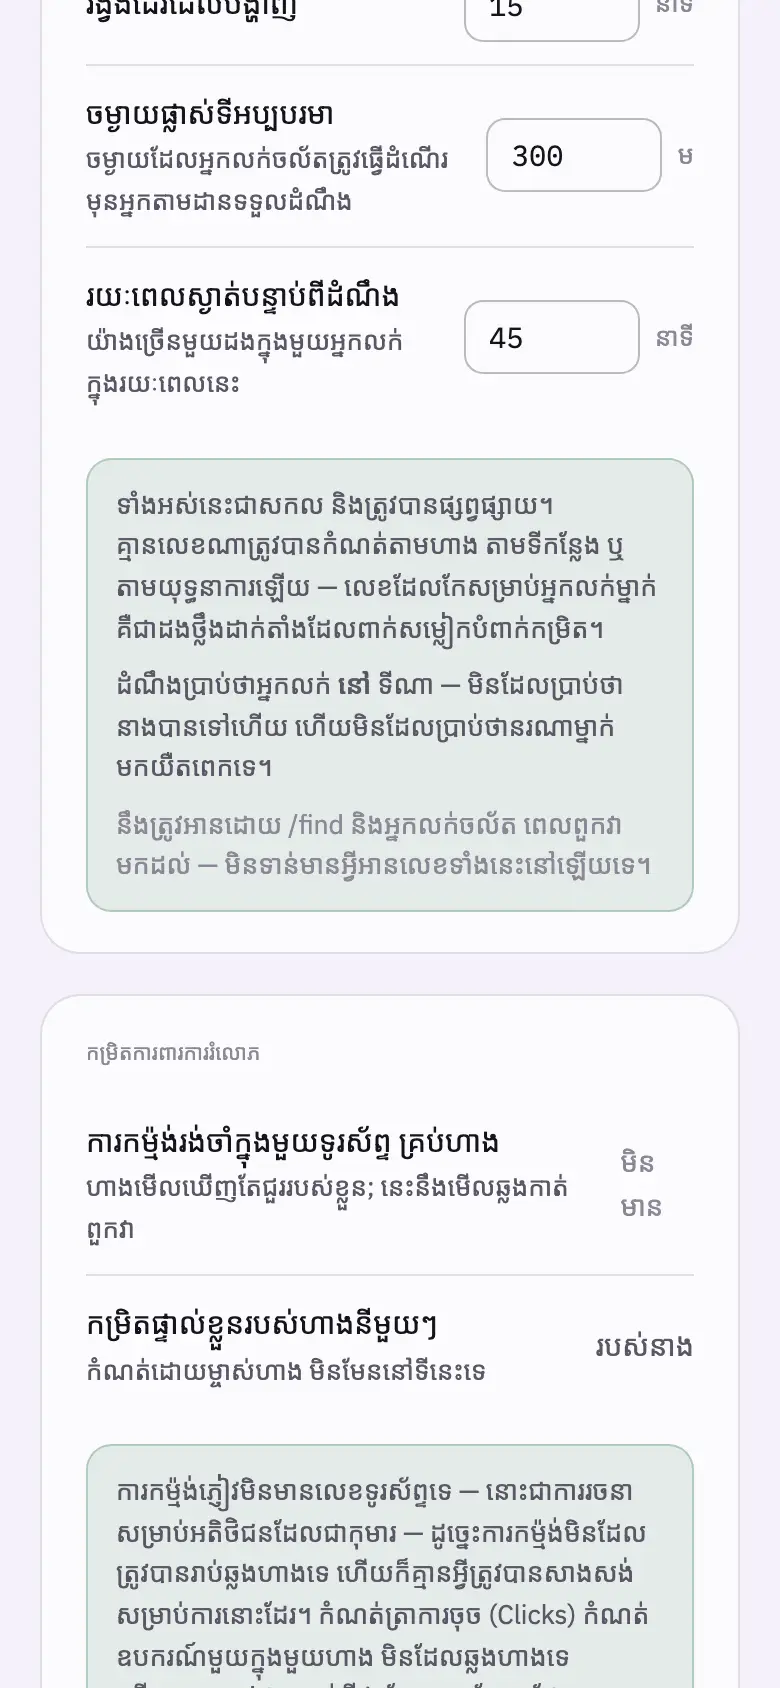 15
នាទី
ចម្ងាយផ្លាស់ទីអប្បបរមា
ចម្ងាយដែលអ្នកលក់ចល័តត្រូវធ្វើដំណើរ
មុនអ្នកតាមដានទទួលដំណឹង
300
ម
រយៈពេលស្ងាត់បន្ទាប់ពីដំណឹង
យ៉ាងច្រើនមួយដងក្នុងមួយអ្នកលក់
ក្នុងរយៈពេលនេះ
45
នាទី
ទាំងអស់នេះជាសកល និងត្រូវបានផ្សព្វផ្សាយ។
គ្មានលេខណាត្រូវបានកំណត់តាមហាង តាមទីកន្លែង ឬ
តាមយុទ្ធនាការឡើយ — លេខដែលកែសម្រាប់អ្នកលក់ម្នាក់
គឺជាដងថ្លឹងដាក់តាំងដែលពាក់សម្លៀកបំពាក់កម្រិត។
ដំណឹងប្រាប់ថាអ្នកលក់ នៅ ទីណា — មិនដែលប្រាប់ថា
នាងបានទៅហើយ ហើយមិនដែលប្រាប់ថានរណាម្នាក់
មកយឺតពេកទេ។
នឹងត្រូវអានដោយ /find និងអ្នកលក់ចល័ត ពេលពួកវា
មកដល់ — មិនទាន់មានអ្វីអានលេខទាំងនេះនៅឡើយទេ។
កម្រិតការពារការរំលោភ
ការកម្ម៉ង់រង់ចាំក្នុងមួយទូរស័ព្ទ គ្រប់ហាង
ហាងមើលឃើញតែជួររបស់ខ្លួន; នេះនឹងមើលឆ្លងកាត់
ពួកវា
មិន
មាន
កម្រិតផ្ទាល់ខ្លួនរបស់ហាងនីមួយៗ
កំណត់ដោយម្ចាស់ហាង មិនមែននៅទីនេះទេ
របស់នាង
ការកម្ម៉ង់ភ្ញៀវមិនមានលេខទូរស័ព្ទទេ — នោះជាការរចនា
សម្រាប់អតិថិជនដែលជាកុមារ — ដូច្នេះការកម្ម៉ង់មិនដែល
ត្រូវបានរាប់ឆ្លងហាងទេ ហើយក៏គ្មានអ្វីត្រូវបានសាងសង់
សម្រាប់ការនោះដែរ។ កំណត់ត្រាការចុច (Clicks) កំណត់
ឧបករណ៍មួយក្នុងមួយហាង មិនដែលឆ្លងហាងទេ